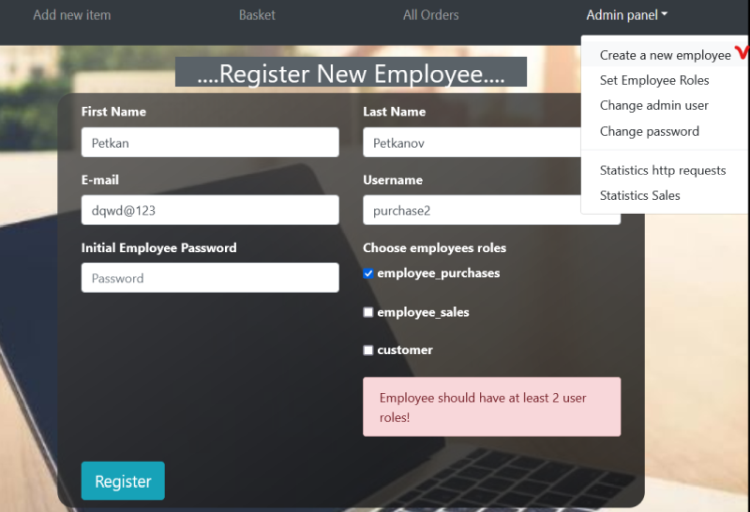 Add new item Basket All Orders Admin panel
Create a new employee
Set Employee Roles
Change admin user
Change password
Statistics http requests
Statistics Sales
....Register New Employee....
First Name Last Name
Petkan Petkanov
E-mail Username
dqwd@123 purchase2
Initial Employee Password Choose employees roles
Password employee_purchases
employee_sales
customer
Employee should have at least 2 user
roles!
Register